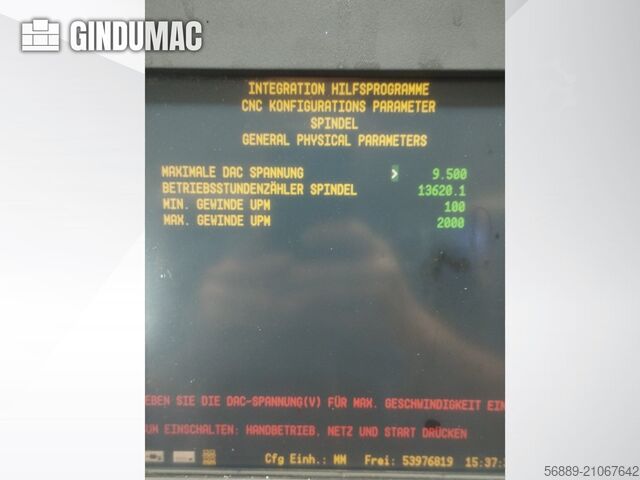 GINDUMAC
INTEGRATION HILFSPROGRAMME
CNC KONFIGURATIONS PARAMETER
SPINDEL
GENERAL PHYSICAL PARAMETERS
MAXIMALE DAC SPANNUNG > 9.500
BETRIEBSSTUNDENZÄHLER SPINDEL 13620.1
MIN. GEWINDE UPM 100
MAX. GEWINDE UPM 2000
EBEN SIE DIE DAC-SPANNUNG(V) FÜR MAX. GESCHWINDIGKEIT EIN
UM EINSCHALTEN: HANDBETRIEB, NETZ UND START DRÜCKEN
Cfg Einh.: MM Frei: 53976819 15:37:
56889-21067642